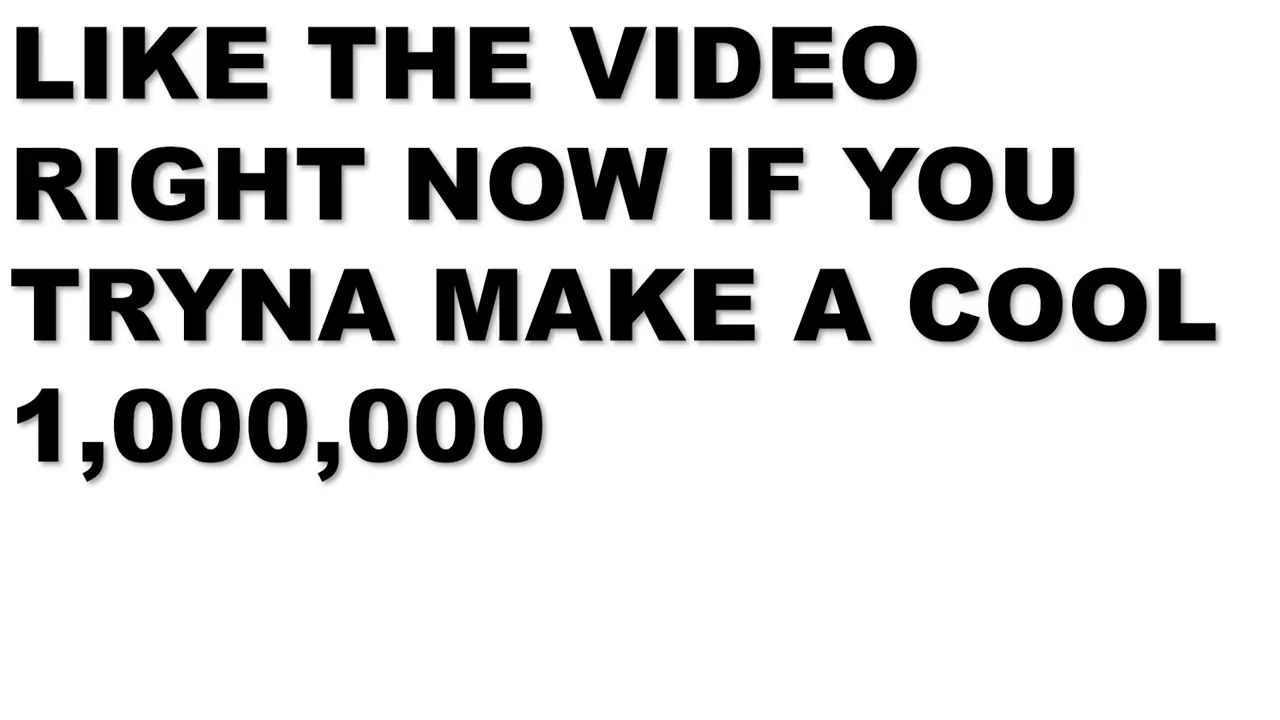 LIKE THE VIDEO
RIGHT NOW IF YOU
TRYNA MAKE A COOL
1,000,000